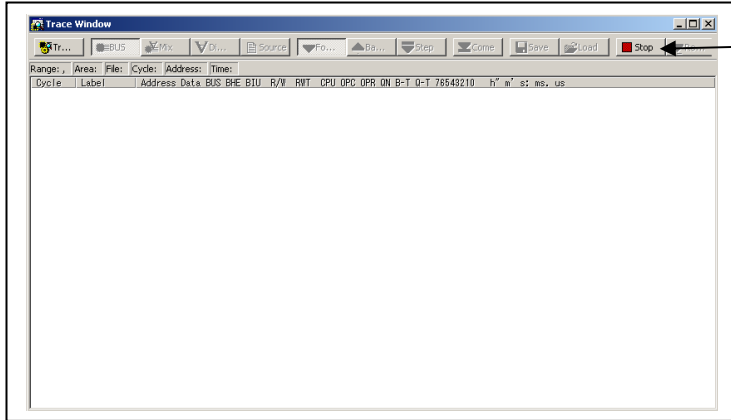 Trace Window
Tr... BUS Mix DI... Source Fo... Ba... Step Come Save Load Stop
Range: , Area: File: Cycle: Address: Time:
Cycle Label Address Data BUS BHE BIU R/W RWT CPU OPC OPR QN B-T Q-T 76543210 h" m' s: ms. us